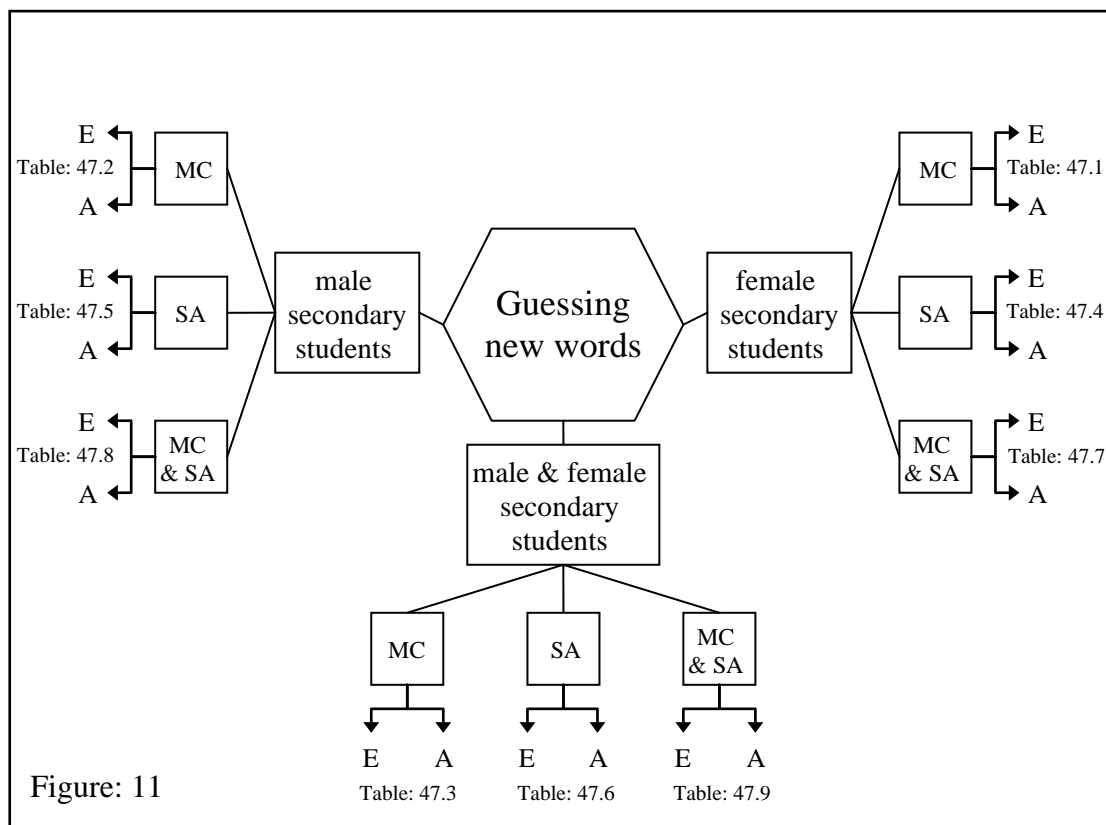 E
Table: 47.2
A
MC
E
Table: 47.5
A
SA
E
Table: 47.8
A
MC
& SA
male
secondary
students
Guessing
new words
female
secondary
students
MC
E
Table: 47.1
A
SA
E
Table: 47.4
A
MC
& SA
E
Table: 47.7
A
male & female
secondary
students
MC
SA
MC
& SA
E A
Table: 47.3
E A
Table: 47.6
E A
Table: 47.9
Figure: 11